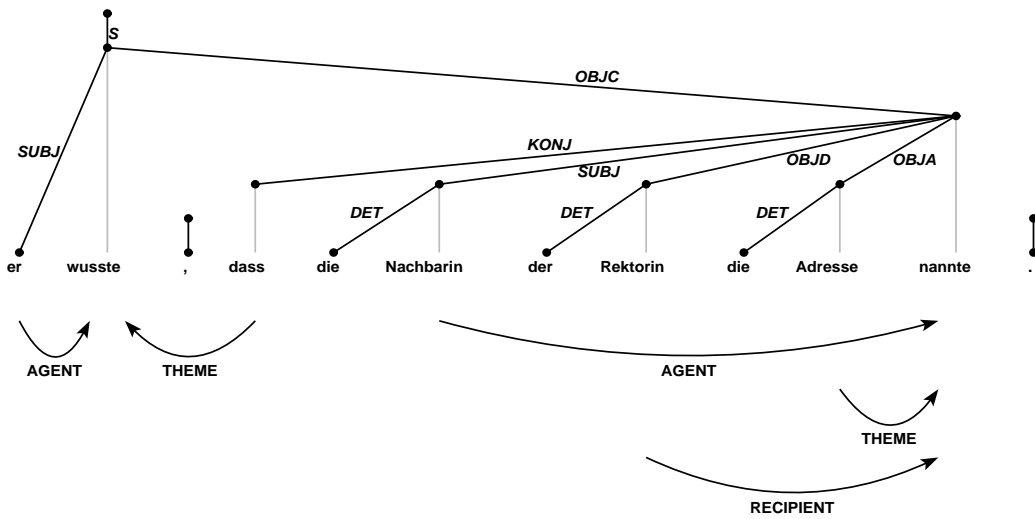 S
OBJC
SUBJ
KONJ
SUBJ
OBJD
OBJA
DET
DET
DET
er wusste , dass die Nachbarin der Rektorin die Adresse nannte .
AGENT THEME AGENT
THEME
RECIPIENT